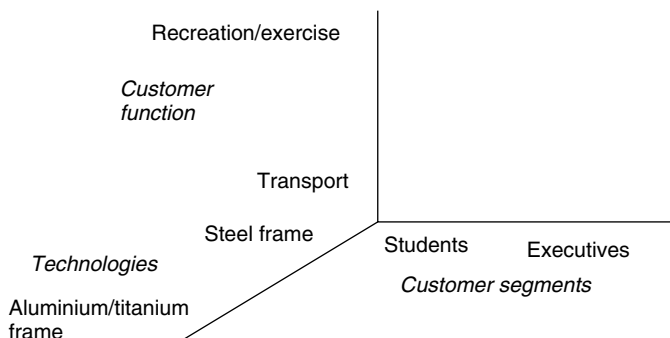 Recreation/exercise
Customer
function
Transport
Steel frame
Students
Executives
Technologies
Customer segments
Aluminium/titanium
frame